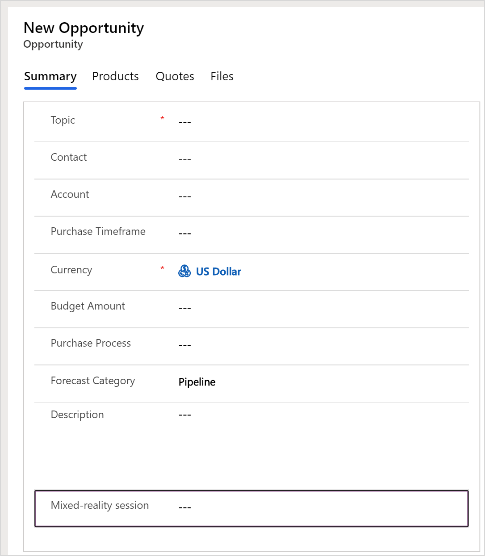 New Opportunity
Opportunity
Summary Products Quotes Files
Topic * ---
Contact ---
Account ---
Purchase Timeframe ---
Currency * US Dollar
Budget Amount ---
Purchase Process ---
Forecast Category Pipeline
Description ---
Mixed-reality session ---